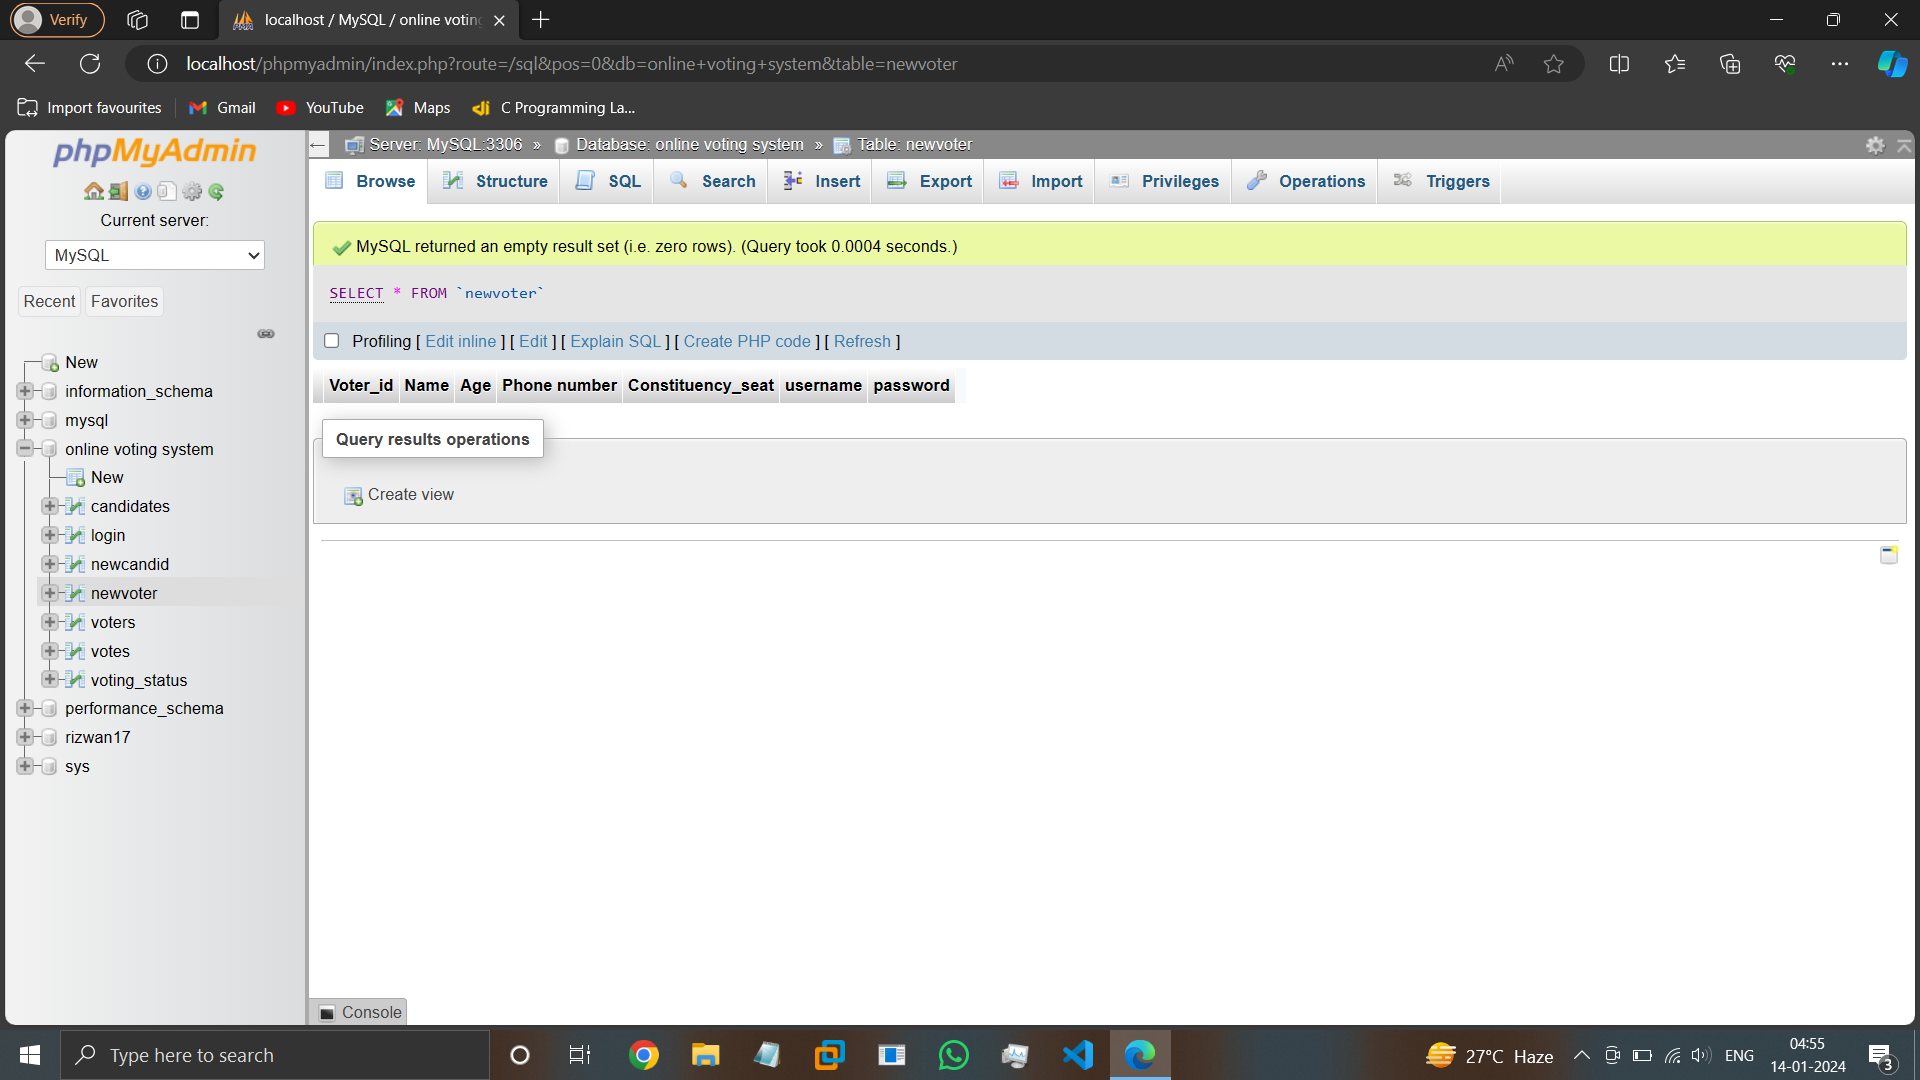 Verify
localhost / MySQL / online voting
localhost/phpmyadmin/index.php?route=/sql&pos=0&db=online+voting+system&table=newvoter
Import favourites
Gmail
YouTube
Maps
C Programming La...
phpMyAdmin
Current server:
MySQL
Recent
Favorites
New
information_schema
mysql
online voting system
New
candidates
login
newcandid
newvoter
voters
votes
voting_status
performance_schema
rizwan17
sys
Server: MySQL:3306 » Database: online voting system » Table: newvoter
Browse
Structure
SQL
Search
Insert
Export
Import
Privileges
Operations
Triggers
MySQL returned an empty result set (i.e. zero rows). (Query took 0.0004 seconds.)
SELECT * FROM `newvoter`
Profiling [ Edit inline ] [ Edit ] [ Explain SQL ] [ Create PHP code ] [ Refresh ]
Voter_id Name Age Phone number Constituency_seat username password
Query results operations
Create view
Console
Type here to search
27°C Haze
ENG
04:55
14-01-2024
3